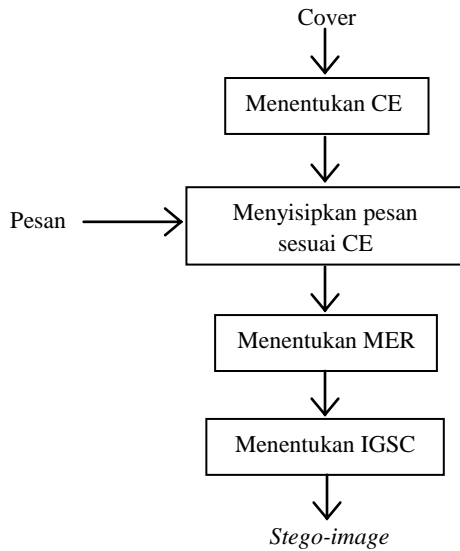 Cover
Menentukan CE
Pesan
Menyisipkan pesan
sesuai CE
Menentukan MER
Menentukan IGSC
Stego-image